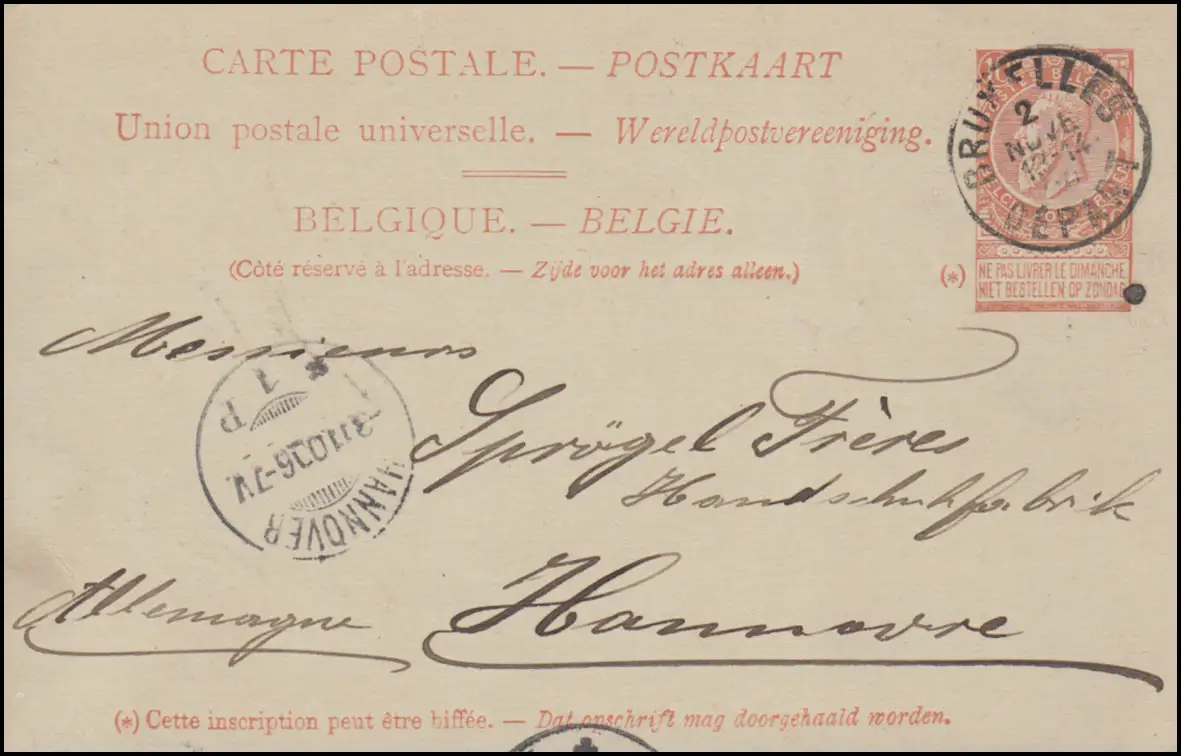 CARTE POSTALE. — POSTKAART
Union postale universelle. — Wereldpostvereeniging.
BELGIQUE. — BELGIE.
(Côté réservé à l'adresse. — Zijde voor het adres alleen.)
(*)
NE PAS LIVRER LE DIMANCHE
NIET BESTELLEN OP ZONDAG
BRUXELLES
2
NOVE
DÉPART
Messieurs
Sprögel Frères
Handschuhfabrik
Hannovre
Allemagne
HANNOVER
1
P
(*) Cette inscription peut être biffée. — Dat opschrift mag doorgehaald worden.